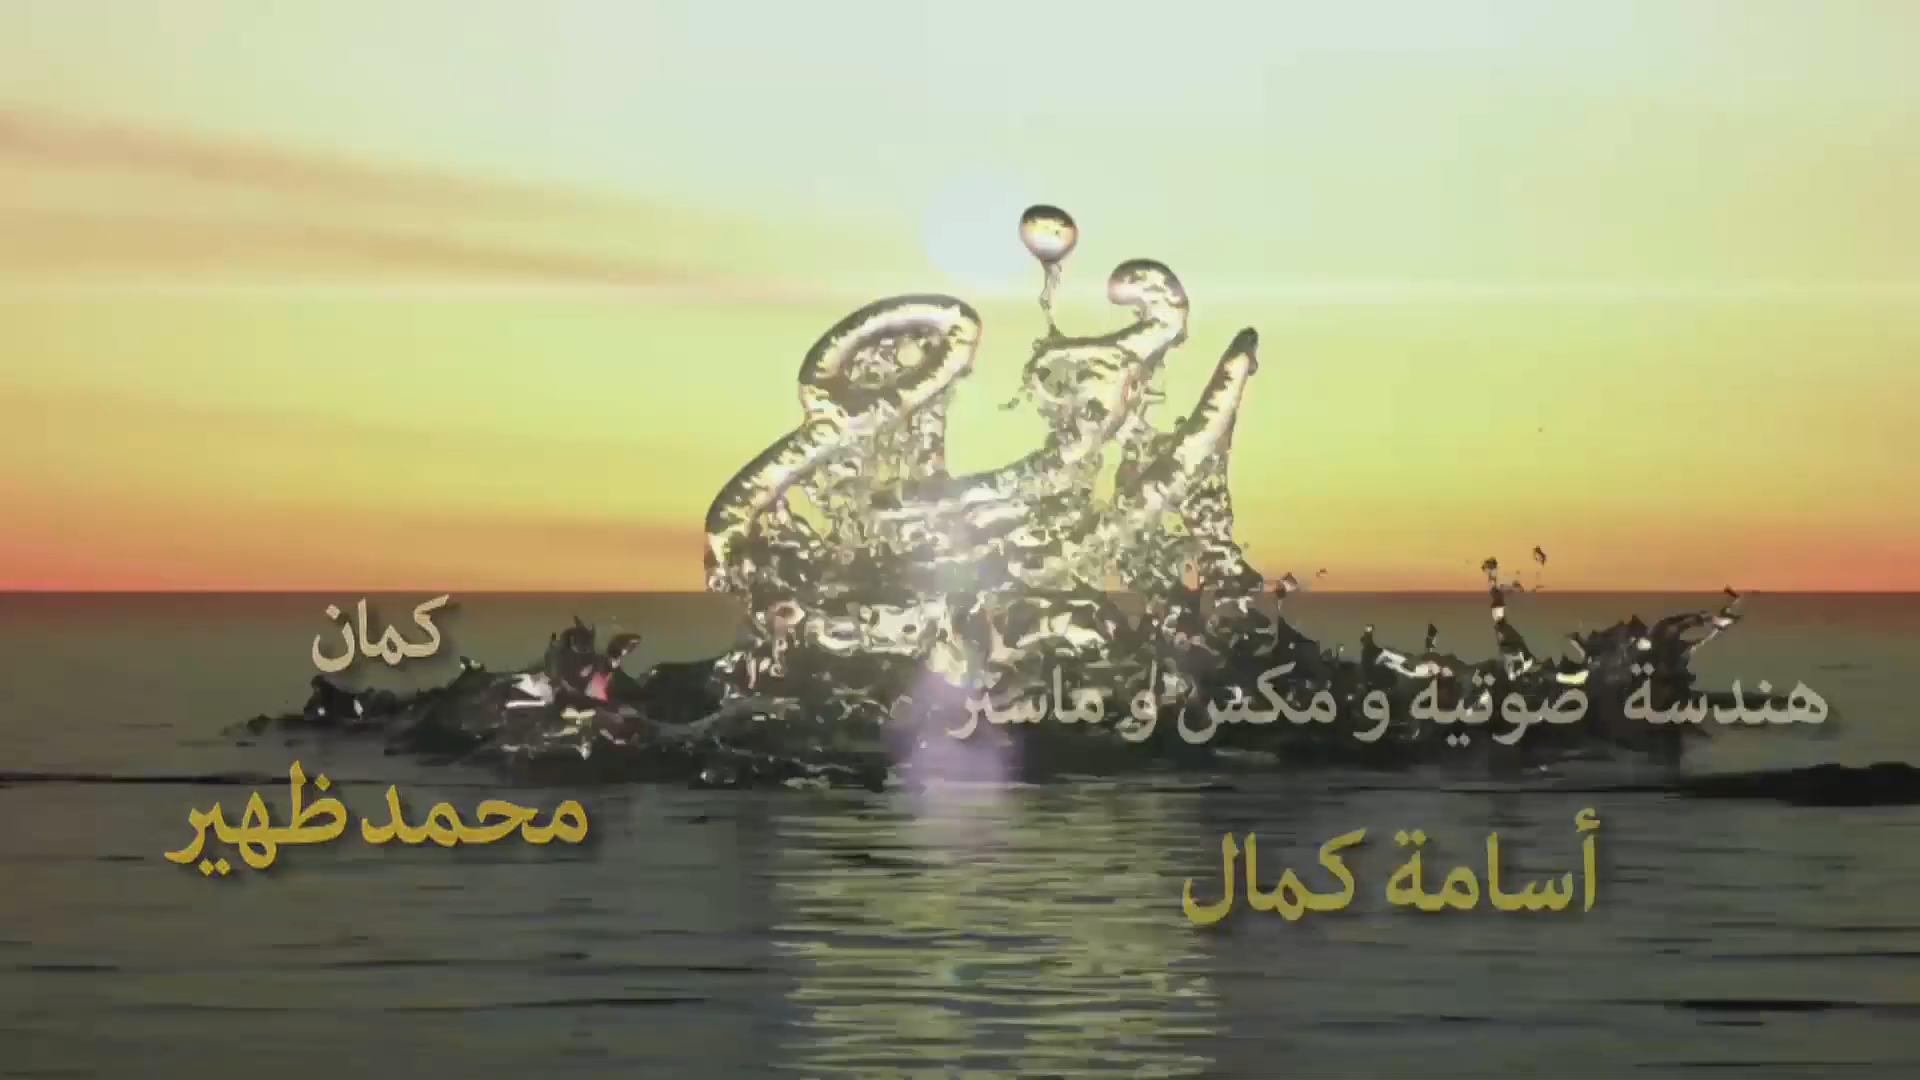 كمان
محمد ظهير
هندسة صوتية و مكس و ماستر
أسامة كمال